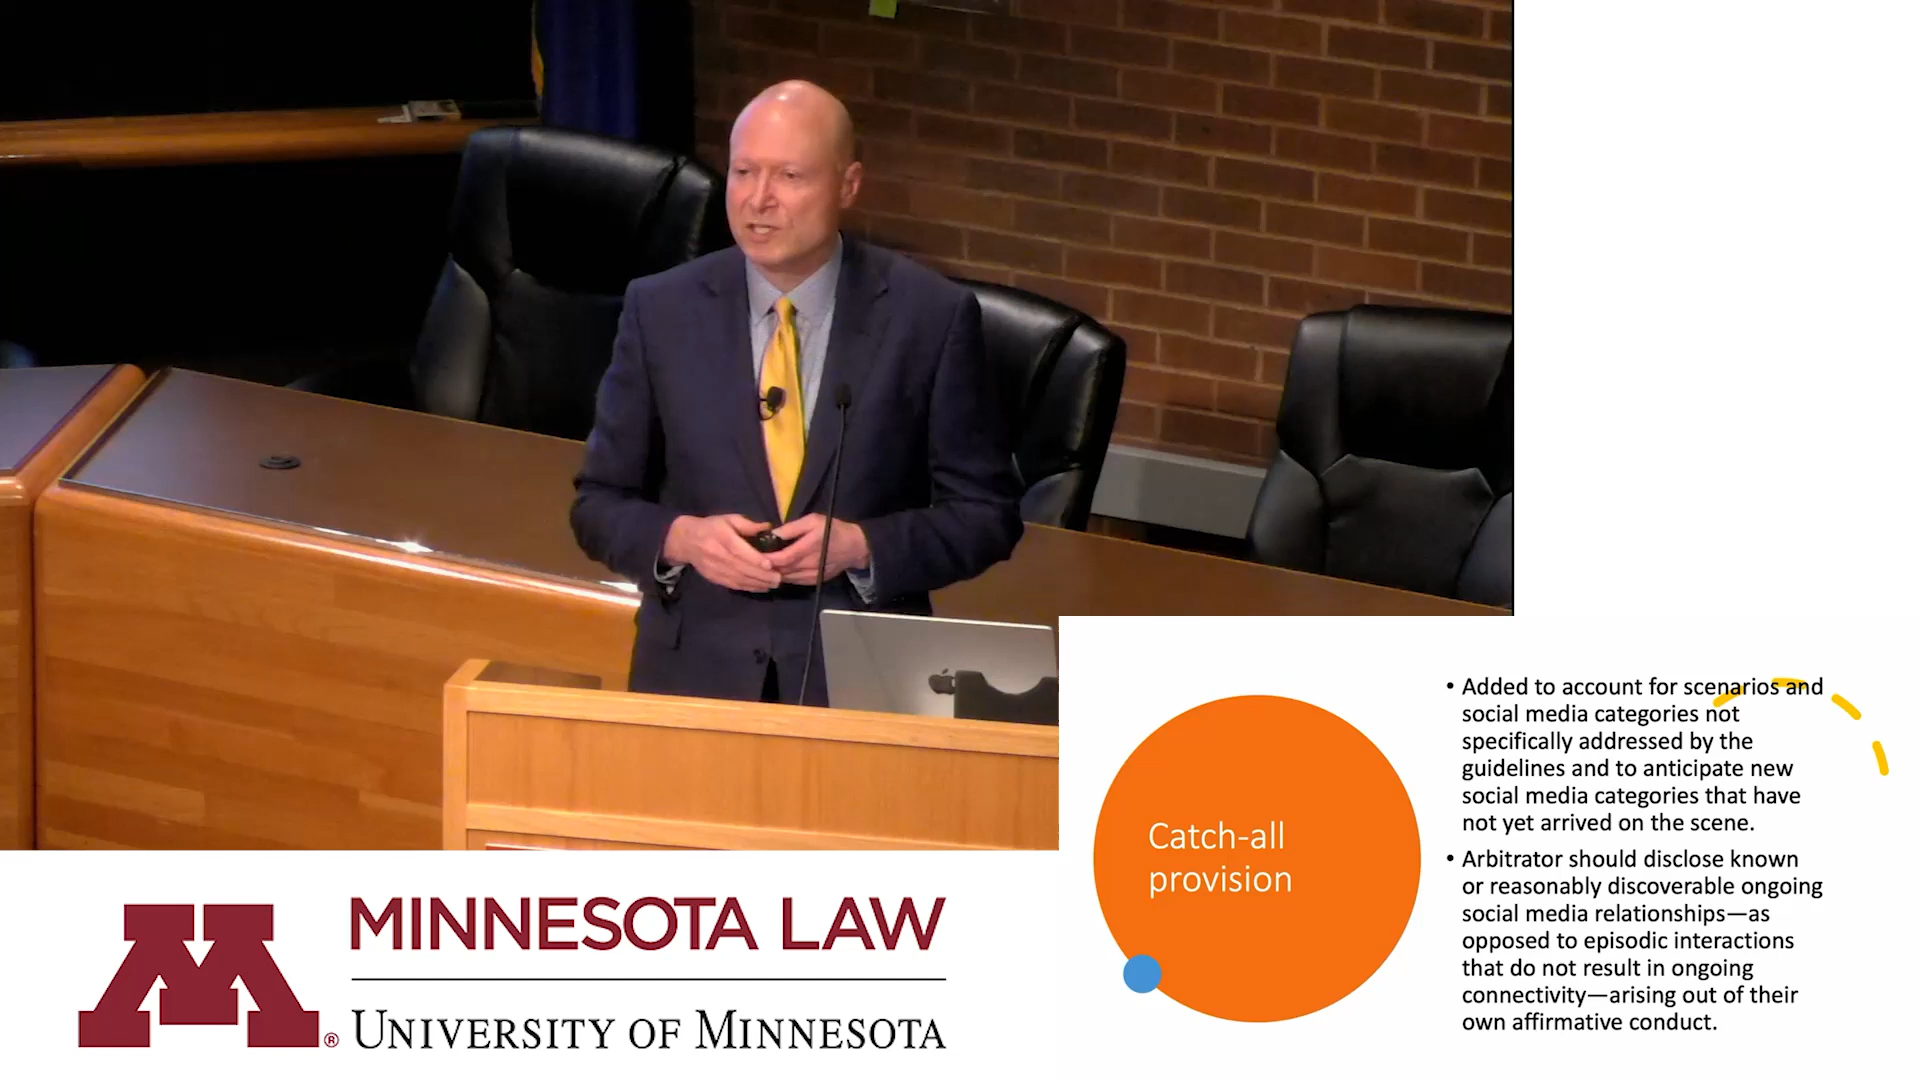 MINNESOTA LAW
®
UNIVERSITY OF MINNESOTA
Catch-all
provision
• Added to account for scenarios and
social media categories not
specifically addressed by the
guidelines and to anticipate new
social media categories that have
not yet arrived on the scene.
• Arbitrator should disclose known
or reasonably discoverable ongoing
social media relationships—as
opposed to episodic interactions
that do not result in ongoing
connectivity—arising out of their
own affirmative conduct.